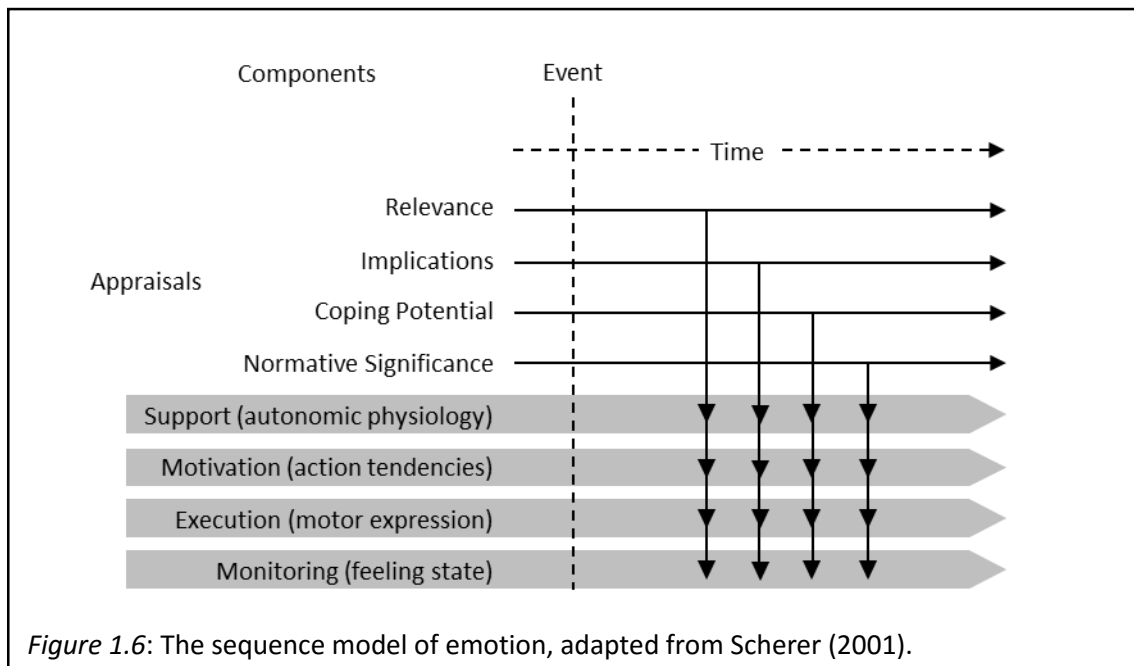 Components
Event
Time
Relevance
Implications
Appraisals
Coping Potential
Normative Significance
Support (autonomic physiology)
Motivation (action tendencies)
Execution (motor expression)
Monitoring (feeling state)
Figure 1.6: The sequence model of emotion, adapted from Scherer (2001).